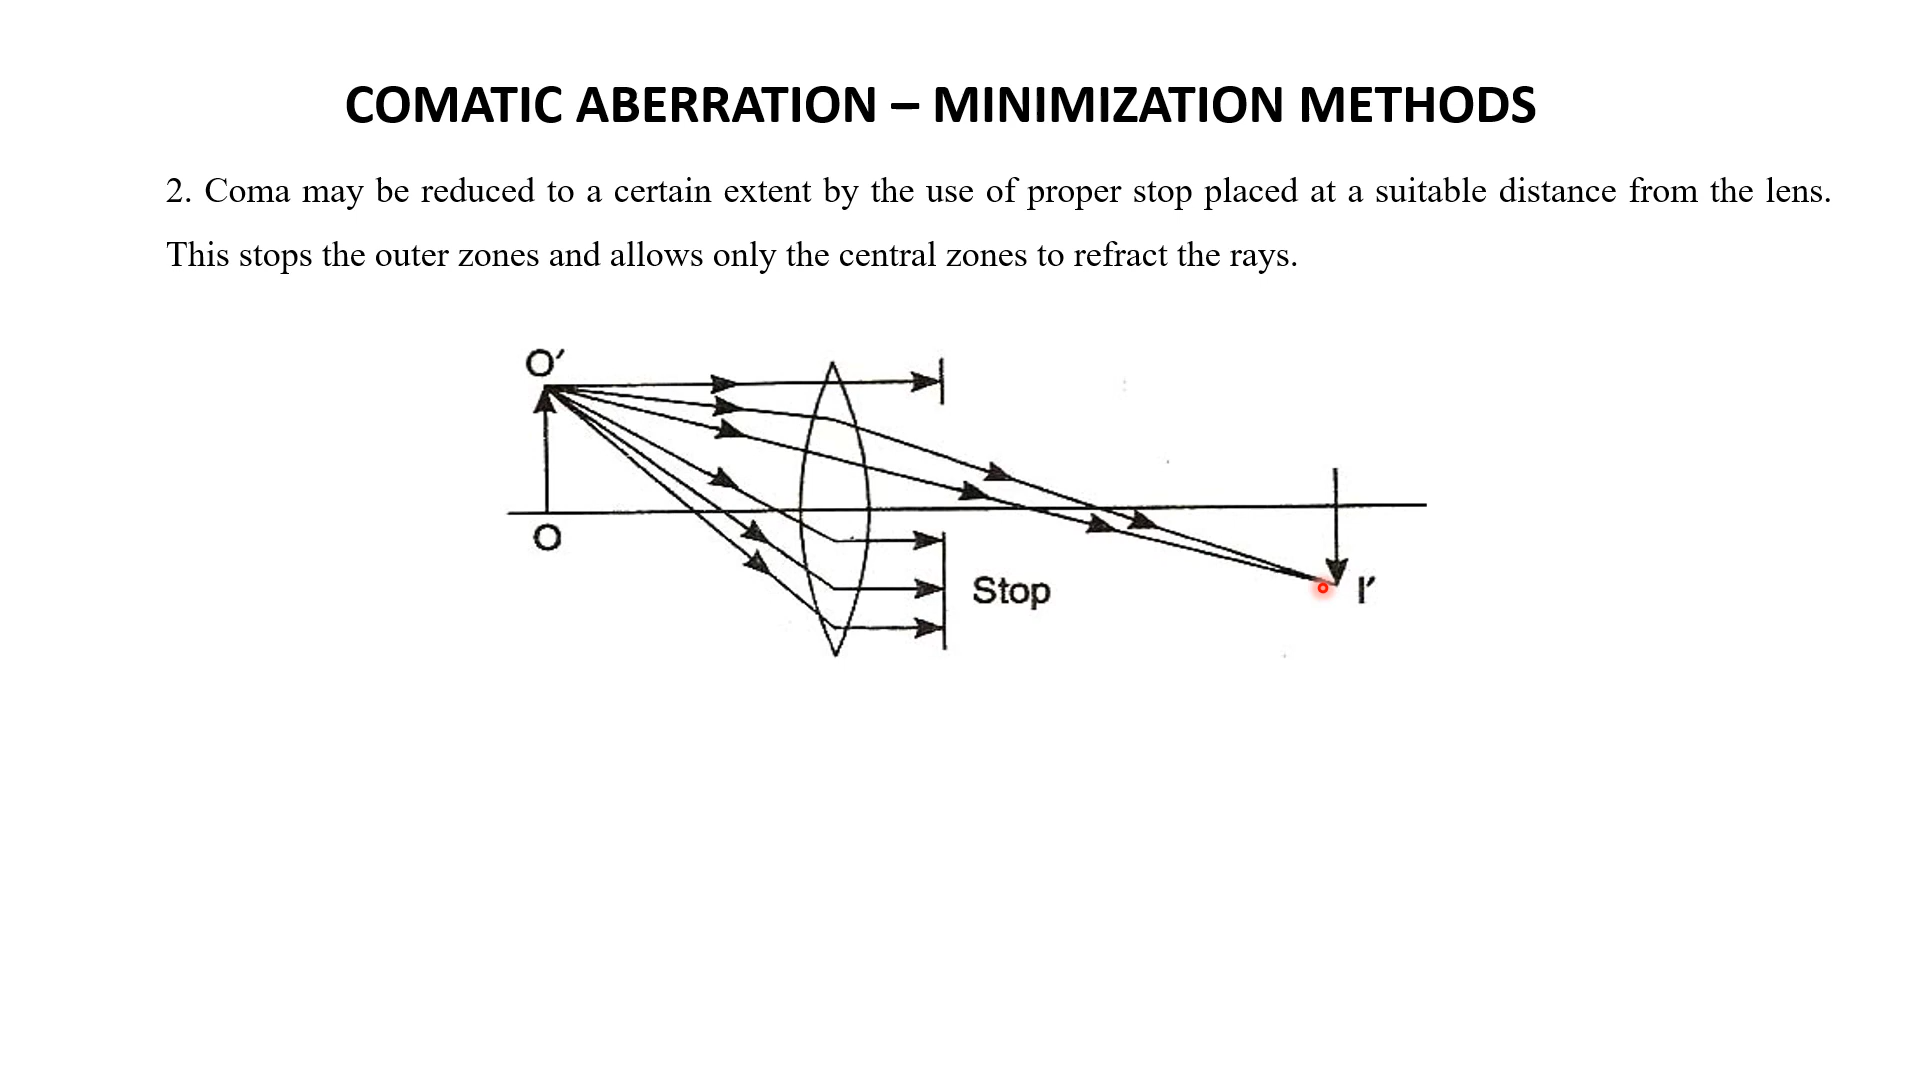 COMATIC ABERRATION – MINIMIZATION METHODS
2. Coma may be reduced to a certain extent by the use of proper stop placed at a suitable distance from the lens.
This stops the outer zones and allows only the central zones to refract the rays.
O′
O
Stop
I′